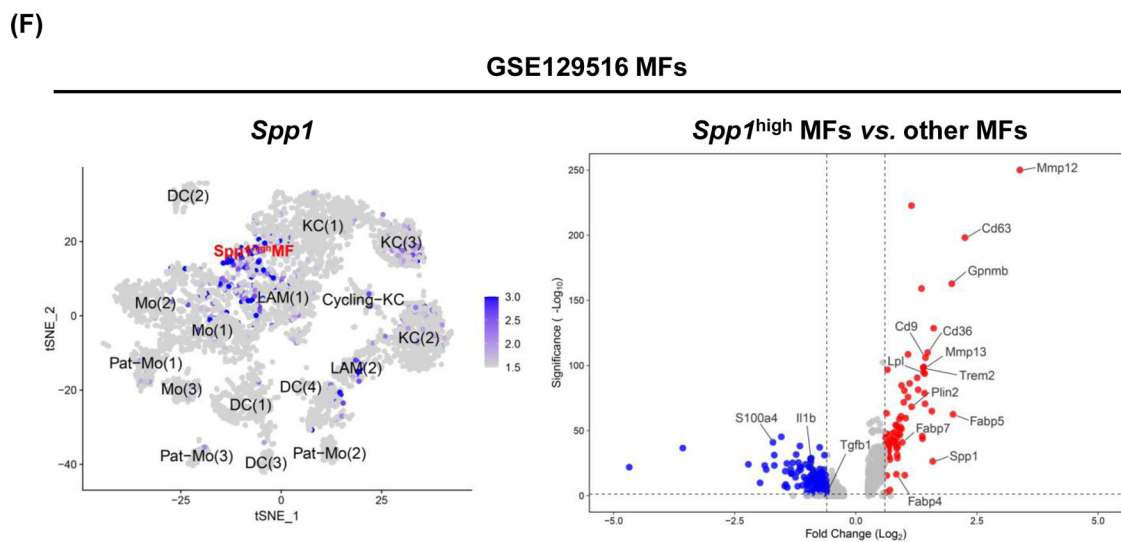 (F)
GSE129516 MFs
Spp1
Spp1high MFs vs. other MFs
DC(2)
KC(1)
KC(3)
Spp1highMF
LAM(1)
Cycling-KC
Mo(2)
Mo(1)
KC(2)
Pat-Mo(1)
LAM(2)
Mo(3)
DC(4)
DC(1)
Pat-Mo(3)
DC(3)
Pat-Mo(2)
20
0
-20
-40
tSNE_2
-25
0
25
tSNE_1
3.0
2.5
2.0
1.5
250
200
150
100
50
0
Significance ( -Log10)
Mmp12
Cd63
Gpnmb
Cd9
Cd36
Lpl
Mmp13
Trem2
Plin2
Fabp5
S100a4
Il1b
Tgfb1
Fabp7
Spp1
Fabp4
-5.0
-2.5
0.0
2.5
5.0
Fold Change (Log2)